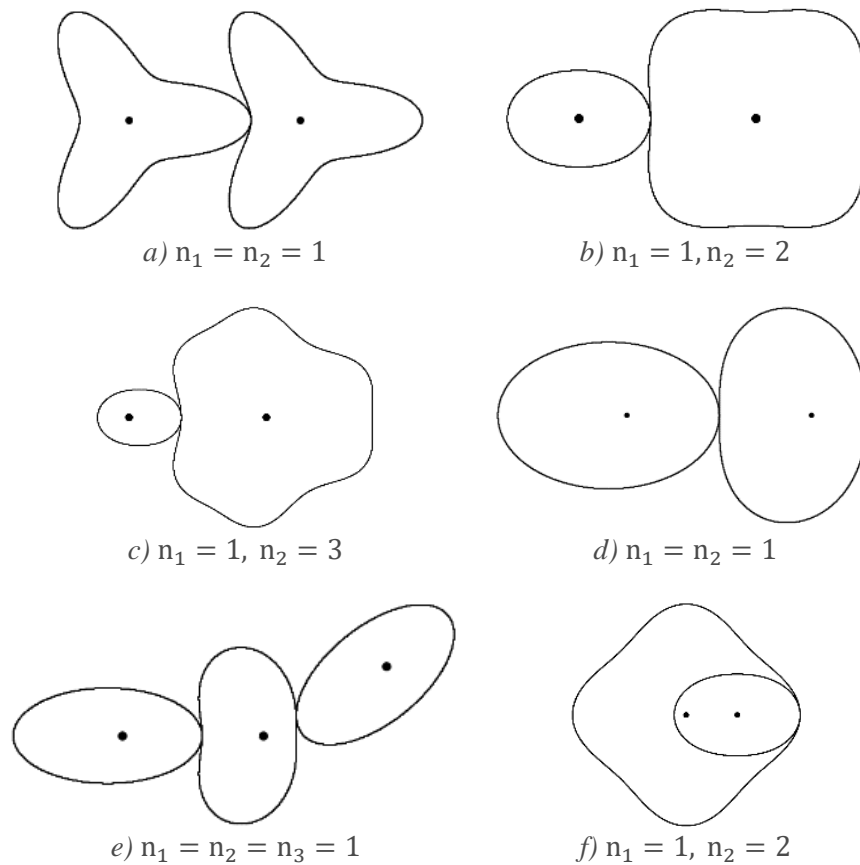 a) n₁ = n₂ = 1
b) n₁ = 1, n₂ = 2
c) n₁ = 1, n₂ = 3
d) n₁ = n₂ = 1
e) n₁ = n₂ = n₃ = 1
f) n₁ = 1, n₂ = 2